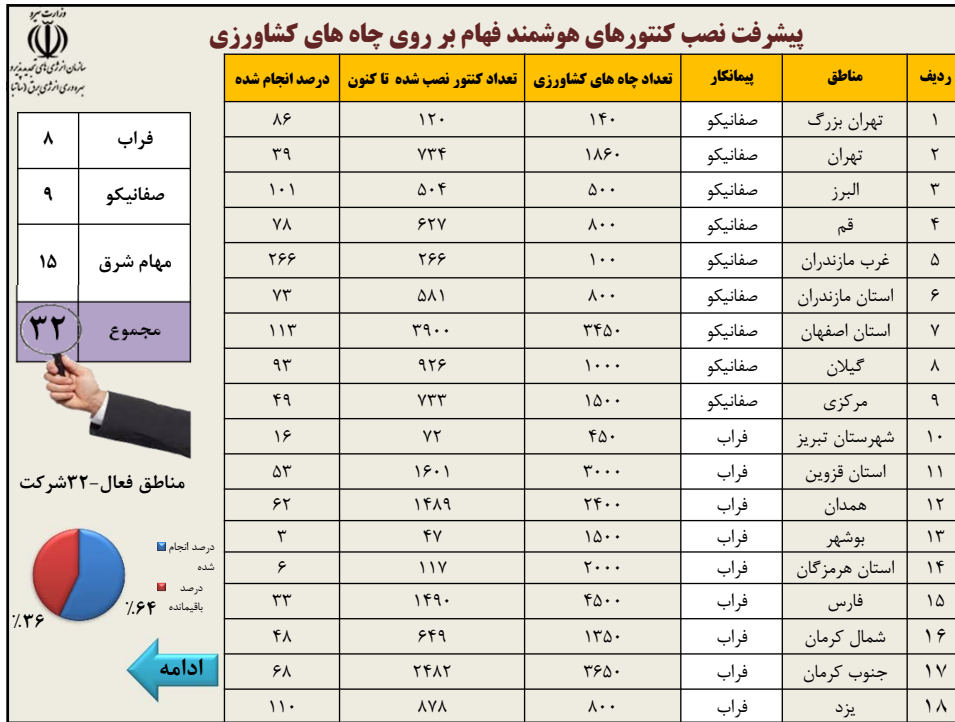 وزارت نیرو
سازمان انرژی های تجدیدپذیر و
بهره‌وری انرژی برق (ساتبا
پیشرفت نصب کنتورهای هوشمند فهام بر روی چاه های کشاورزی
ردیف مناطق پیمانکار تعداد چاه های کشاورزی تعداد کنتور نصب شده تا کنون درصد انجام شده
۱ تهران بزرگ صفانیکو ۱۴۰ ۱۲۰ ۸۶
۲ تهران صفانیکو ۱۸۶۰ ۷۳۴ ۳۹
۳ البرز صفانیکو ۵۰۰ ۵۰۴ ۱۰۱
۴ قم صفانیکو ۸۰۰ ۶۲۷ ۷۸
۵ غرب مازندران صفانیکو ۱۰۰ ۲۶۶ ۲۶۶
۶ استان مازندران صفانیکو ۸۰۰ ۵۸۱ ۷۳
۷ استان اصفهان صفانیکو ۳۴۵۰ ۳۹۰۰ ۱۱۳
۸ گیلان صفانیکو ۱۰۰۰ ۹۲۶ ۹۳
۹ مرکزی صفانیکو ۱۵۰۰ ۷۳۳ ۴۹
۱۰ شهرستان تبریز فراب ۴۵۰ ۷۲ ۱۶
۱۱ استان قزوین فراب ۳۰۰۰ ۱۶۰۱ ۵۳
۱۲ همدان فراب ۲۴۰۰ ۱۴۸۹ ۶۲
۱۳ بوشهر فراب ۱۵۰۰ ۴۷ ۳
۱۴ استان هرمزگان فراب ۲۰۰۰ ۱۱۷ ۶
۱۵ فارس فراب ۴۵۰۰ ۱۴۹۰ ۳۳
۱۶ شمال کرمان فراب ۱۳۵۰ ۶۴۹ ۴۸
۱۷ جنوب کرمان فراب ۳۶۵۰ ۲۴۸۲ ۶۸
۱۸ یزد فراب ۸۰۰ ۸۷۸ ۱۱۰
فراب ۸
صفانیکو ۹
مهام شرق ۱۵
مجموع ۳۲
مناطق فعال-۳۲شرکت
درصد انجام
شده
درصد
باقیمانده
٪۶۴
٪۳۶
ادامه